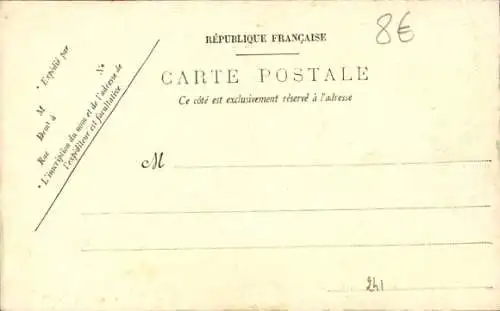 RÉPUBLIQUE FRANÇAISE
8€
CARTE POSTALE
Ce côté est exclusivement réservé à l'adresse
* Expédié par
M
Demt à
Rue
N°
* L'inscription du nom et de l'adresse de
l'expéditeur est facultative
M
241